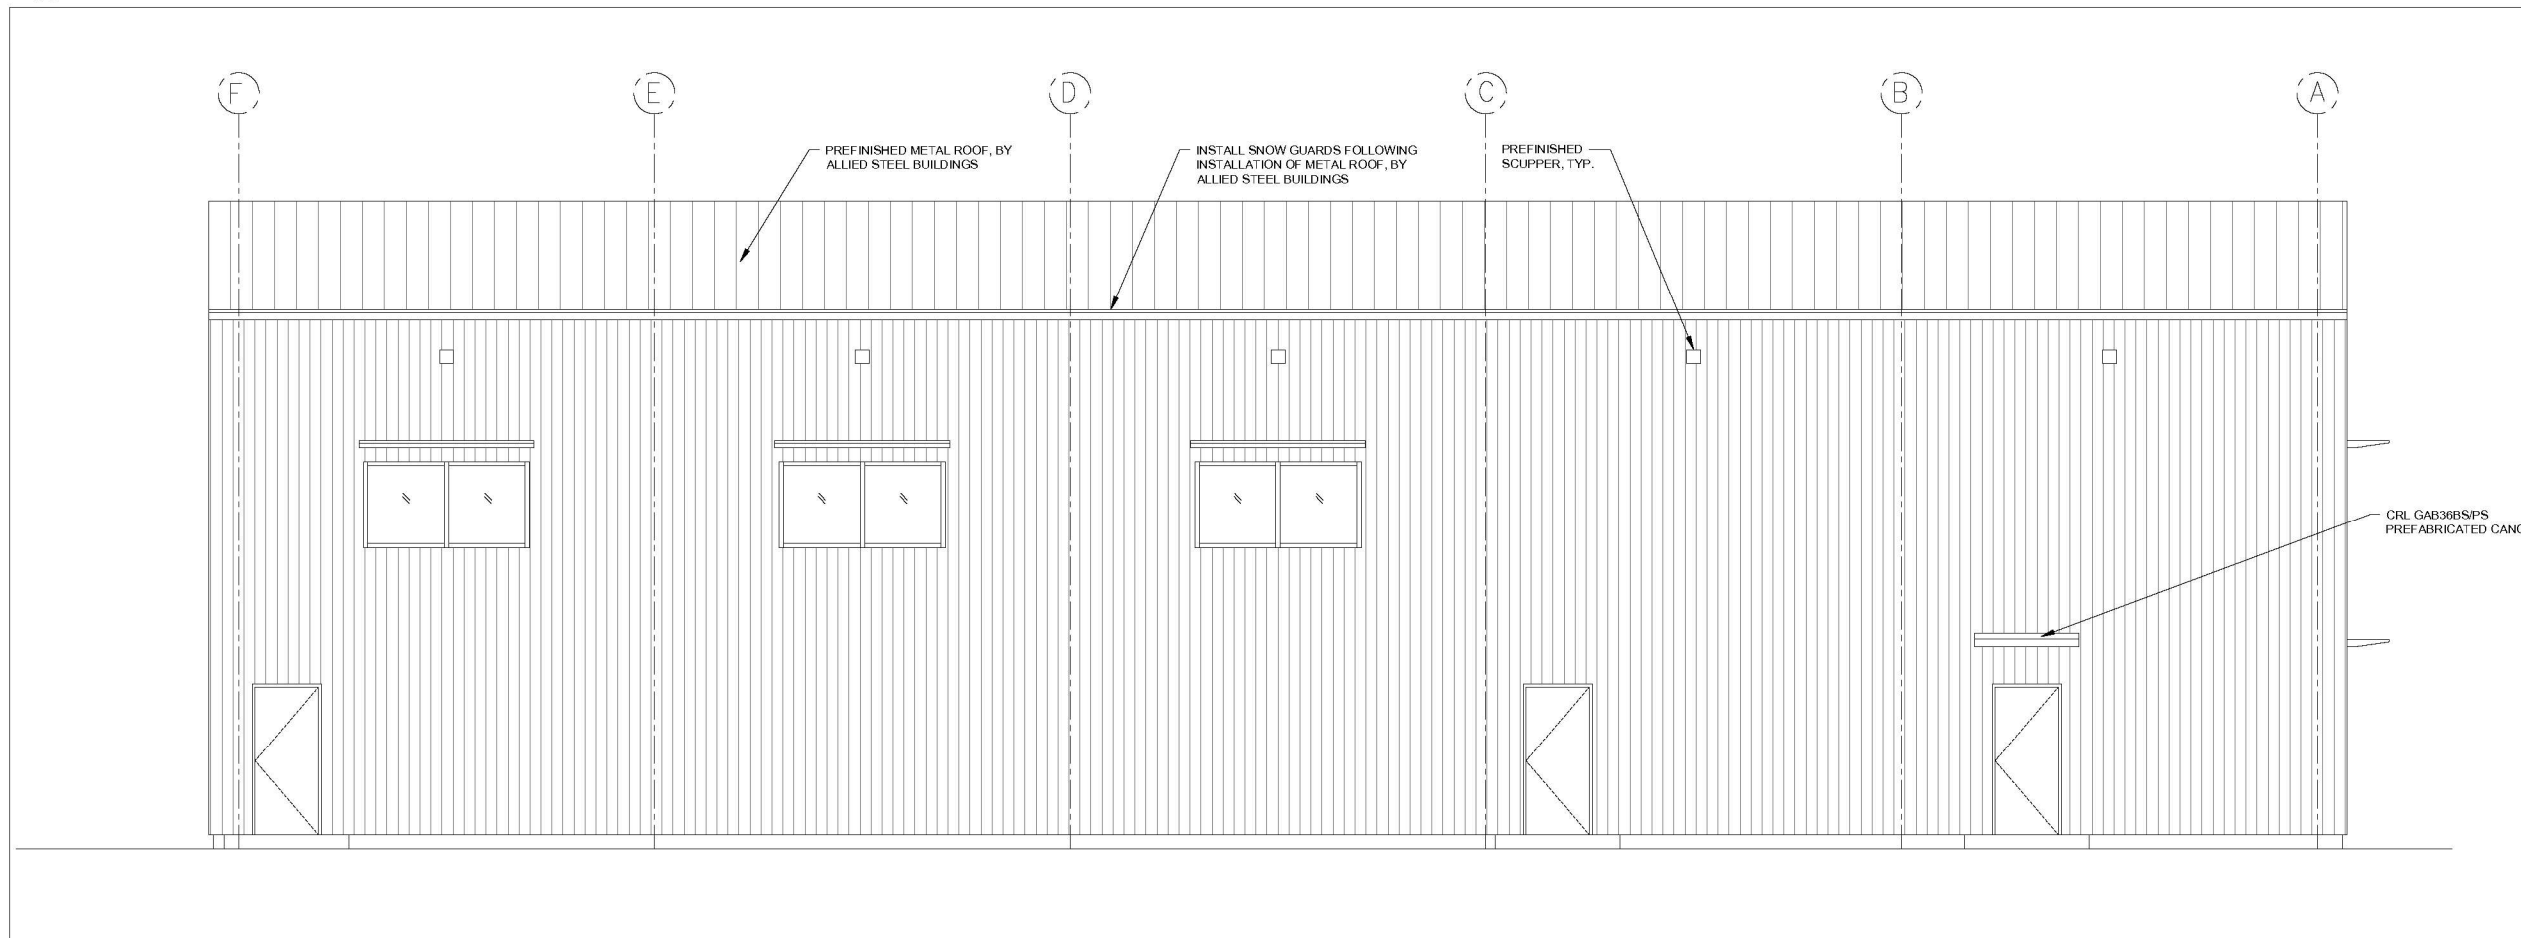 F
E
D
C
B
A
PREFINISHED METAL ROOF, BY
ALLIED STEEL BUILDINGS
INSTALL SNOW GUARDS FOLLOWING
INSTALLATION OF METAL ROOF, BY
ALLIED STEEL BUILDINGS
PREFINISHED
SCUPPER, TYP.
CRL GAB36BS/PS
PREFABRICATED